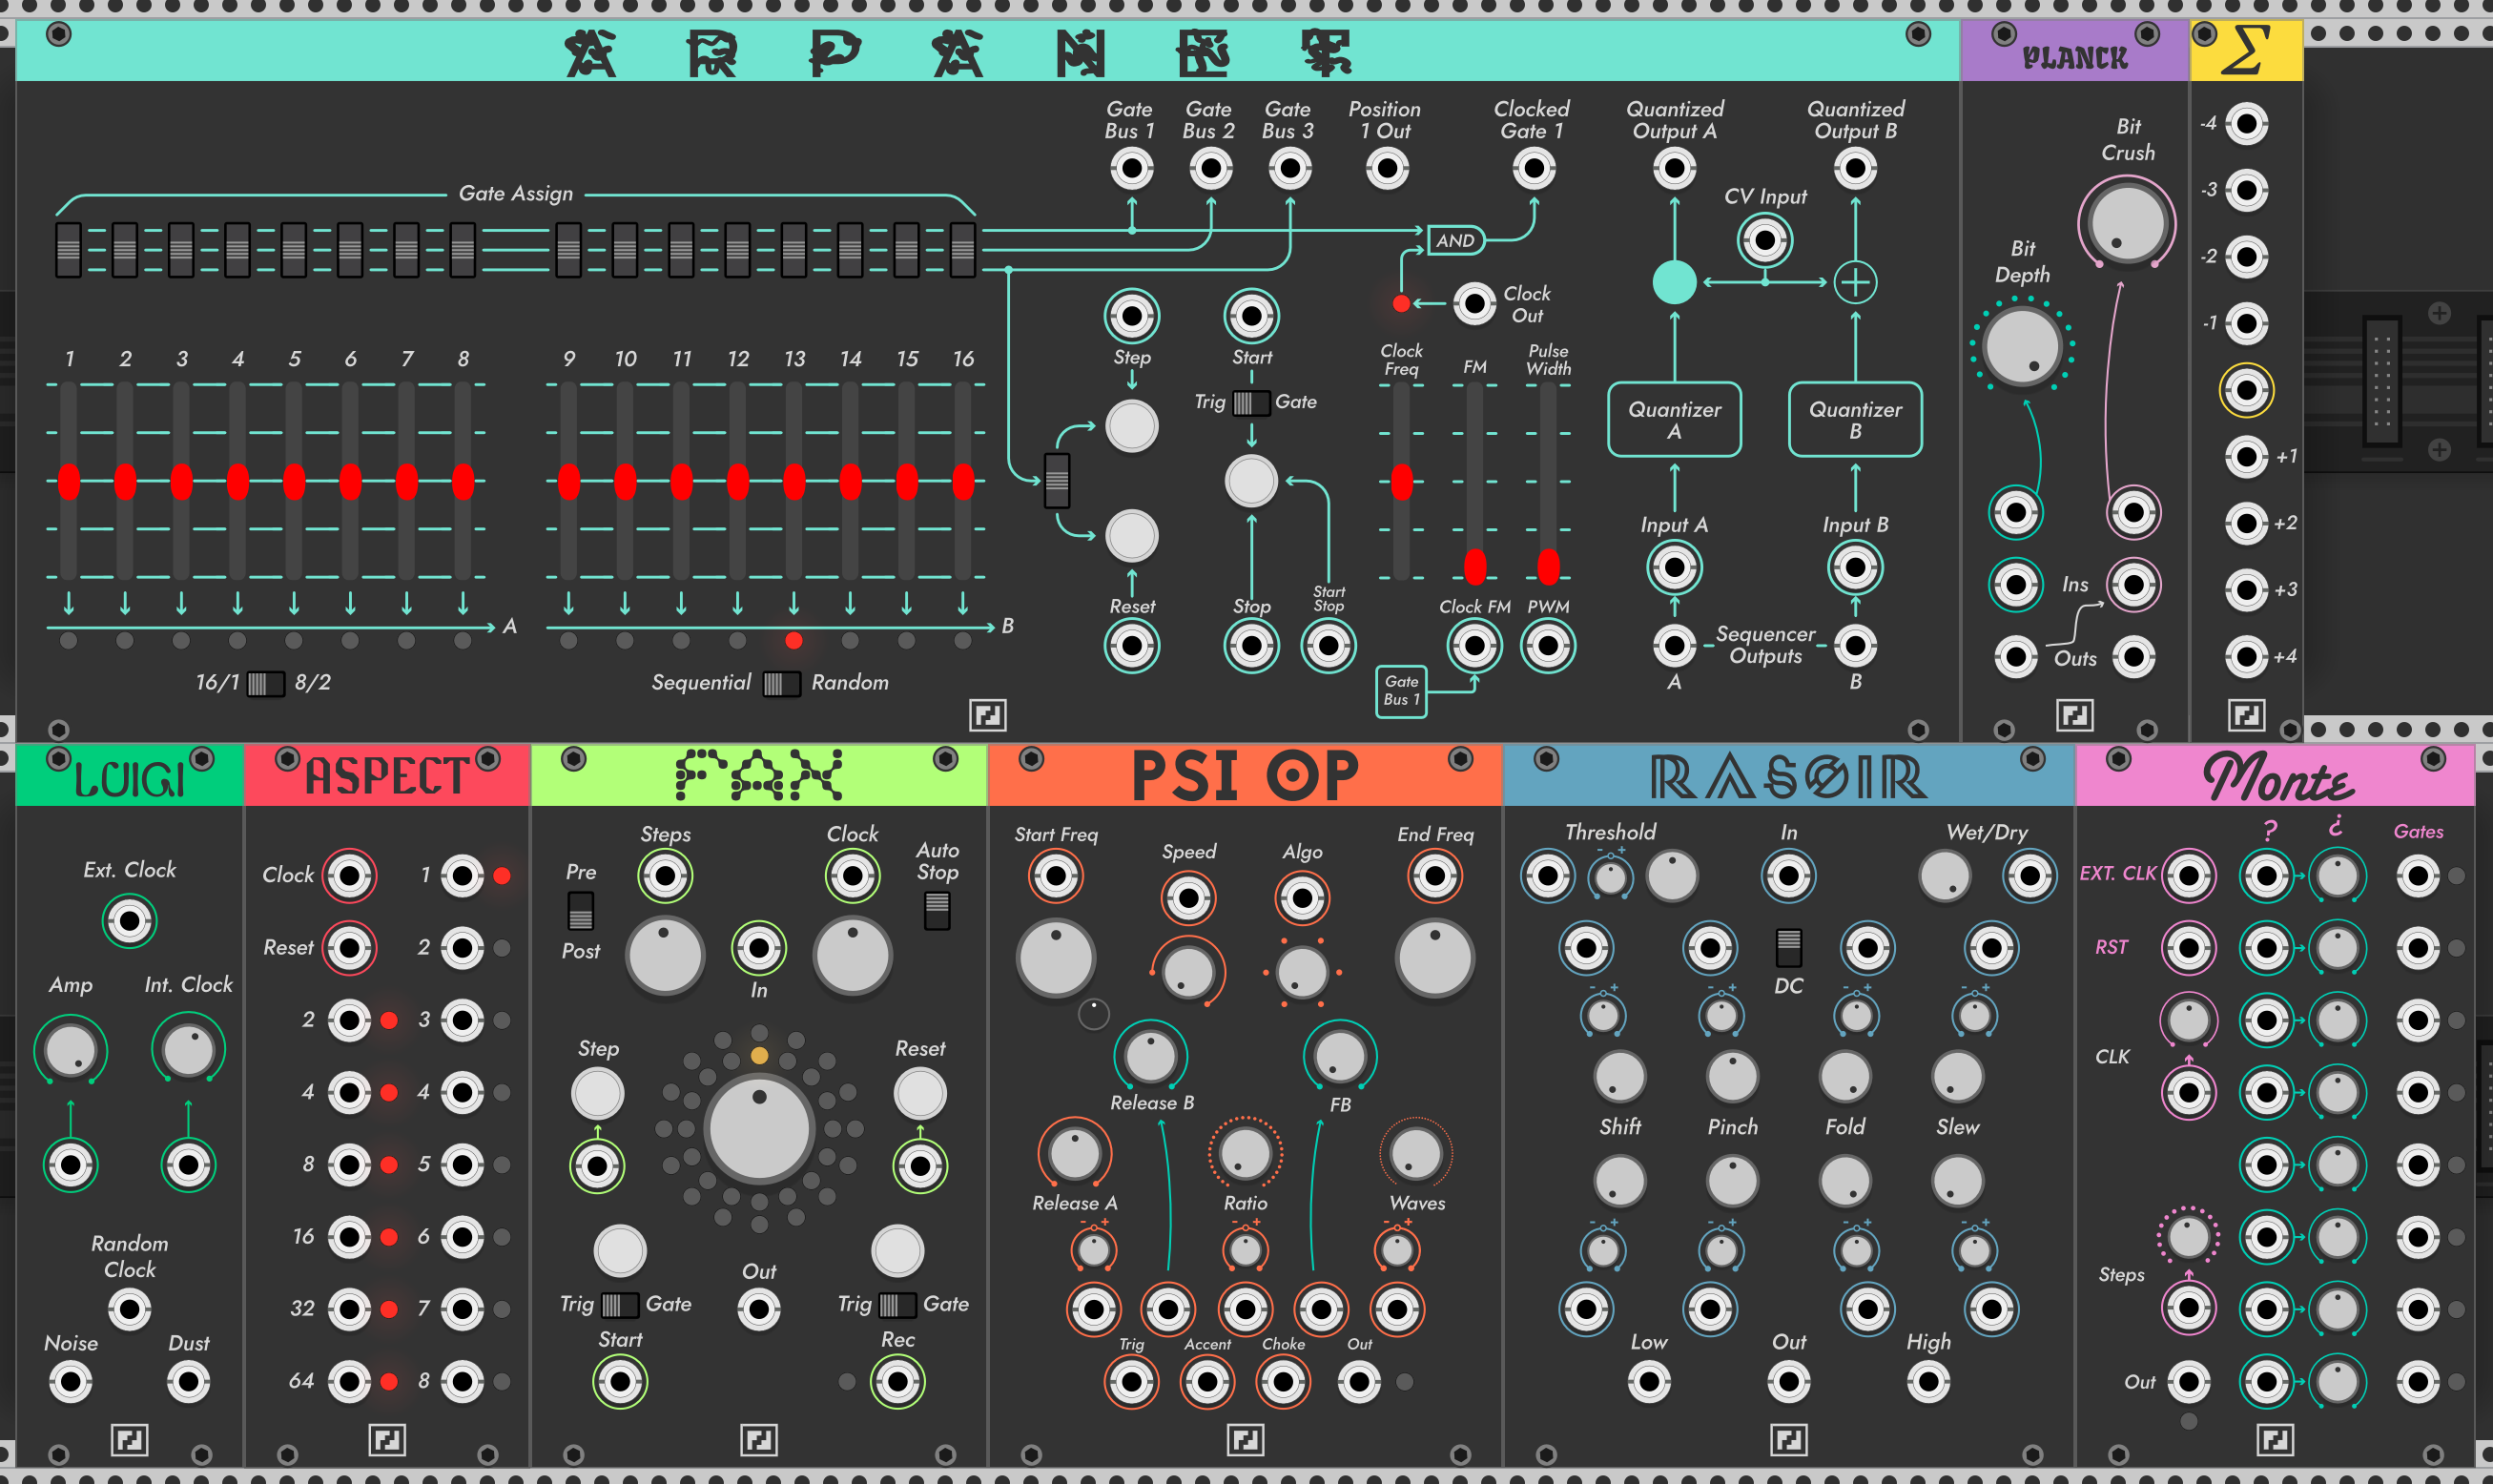 ARPANET
PLANCK
Σ
Gate Bus 1
Gate Bus 2
Gate Bus 3
Position 1 Out
Clocked Gate 1
Quantized Output A
Quantized Output B
Gate Assign
AND
CV Input
Clock Out
Step
Start
Trig Gate
Clock Freq
FM
Pulse Width
1 2 3 4 5 6 7 8
9 10 11 12 13 14 15 16
Quantizer A
Quantizer B
Input A
Input B
Reset
Stop
Start Stop
Clock FM
PWM
A
B
Sequencer Outputs
A
B
16/1 8/2
Sequential Random
Gate Bus 1
Bit Crush
Bit Depth
Ins
Outs
-4
-3
-2
-1
+1
+2
+3
+4
LUIGI
ASPECT
FAX
PSI OP
RASOIR
Monte
Ext. Clock
Amp
Int. Clock
Random Clock
Noise
Dust
Clock 1
Reset 2
2 3
4 4
8 5
16 6
32 7
64 8
Steps
Clock
Pre
Post
Auto Stop
In
Step
Reset
Out
Trig Gate
Trig Gate
Start
Rec
Start Freq
Speed
Algo
End Freq
Release B
FB
Release A
Ratio
Waves
- +
- +
- +
Trig
Accent
Choke
Out
Threshold
In
Wet/Dry
- +
DC
- +
- +
- +
- +
Shift
Pinch
Fold
Slew
- +
- +
- +
- +
Low
Out
High
? ¿ Gates
EXT. CLK
RST
CLK
Steps
Out